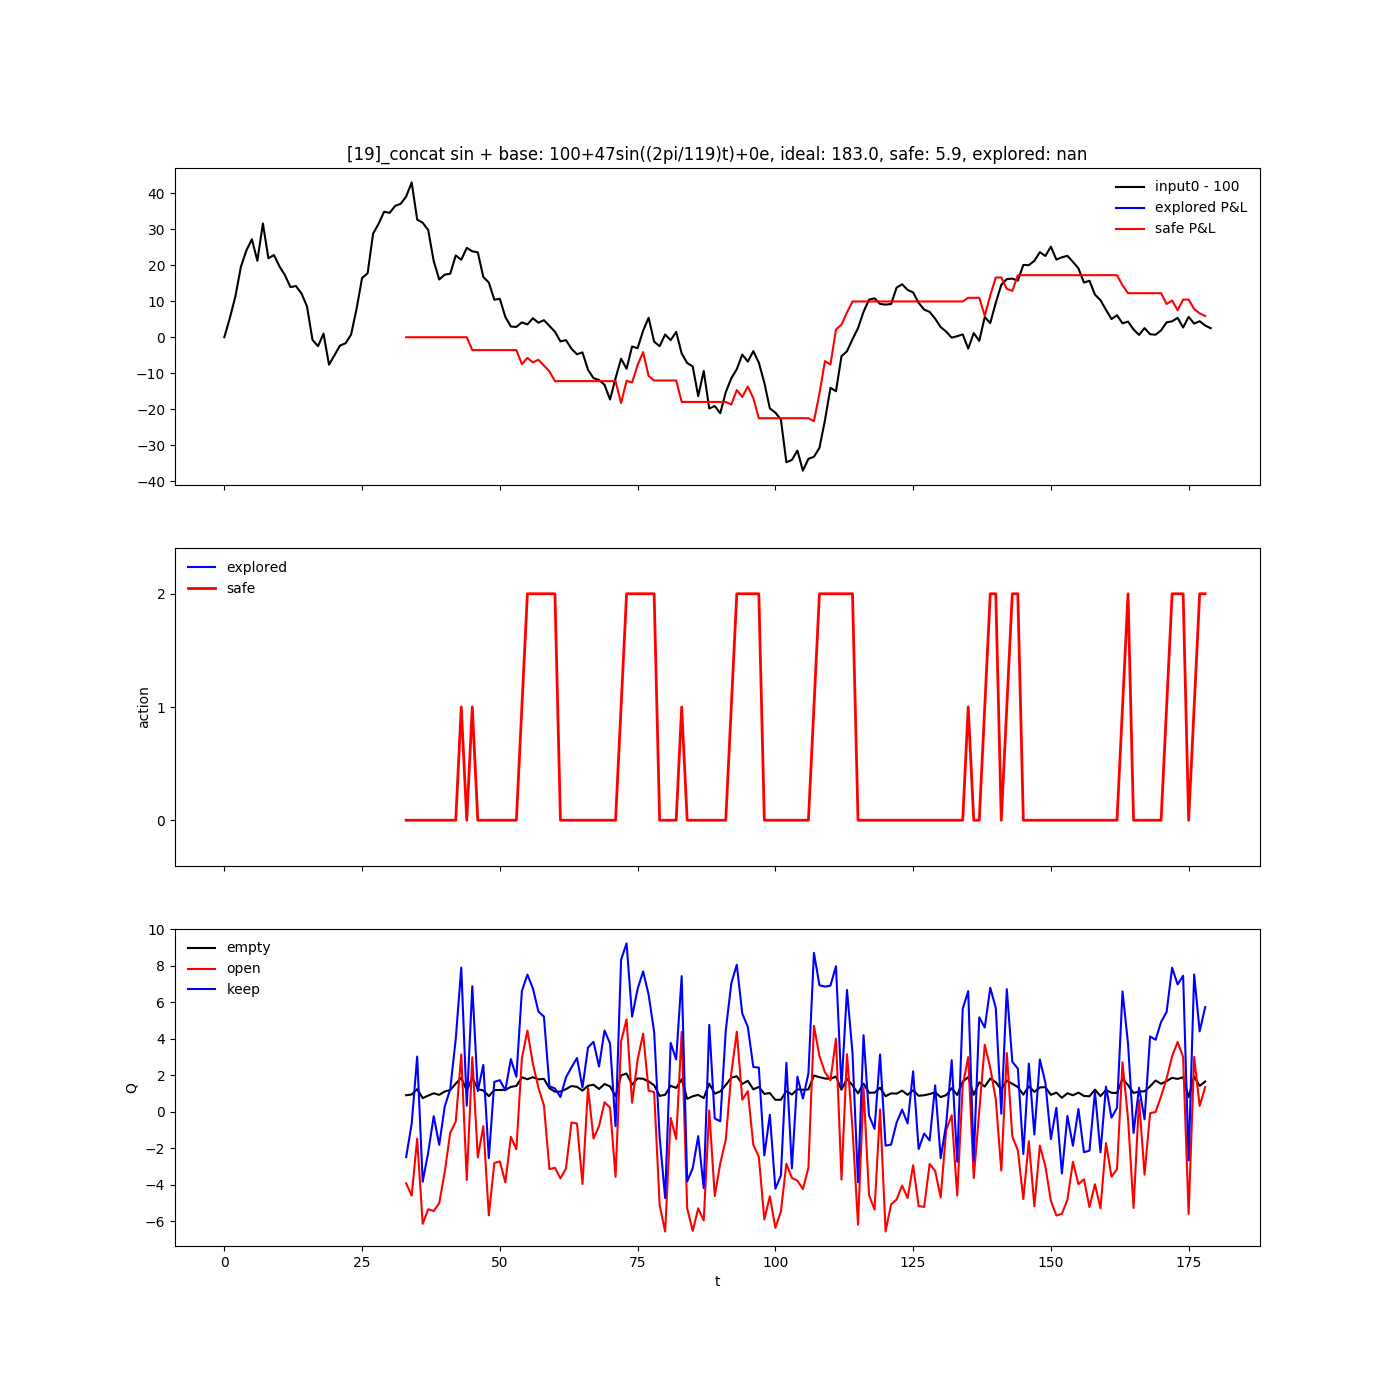 [19]_concat sin + base: 100+47sin((2pi/119)t)+0e, ideal: 183.0, safe: 5.9, explored: nan
input0 - 100
explored P&L
safe P&L
40
30
20
10
0
−10
−20
−30
−40
explored
safe
2
1
0
action
empty
open
keep
10
8
6
4
2
0
−2
−4
−6
Q
0
25
50
75
100
125
150
175
t